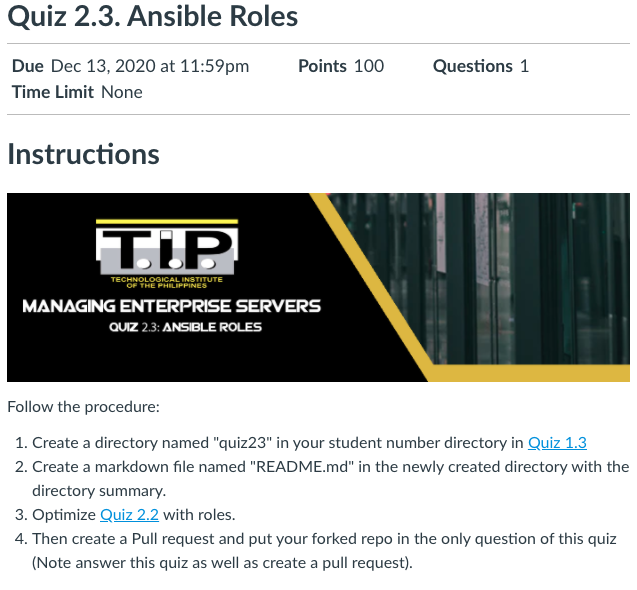 Quiz 2.3. Ansible Roles
Due Dec 13, 2020 at 11:59pm Points 100 Questions 1
Time Limit None
Instructions
T.I.P.
TECHNOLOGICAL INSTITUTE
OF THE PHILIPPINES
MANAGING ENTERPRISE SERVERS
QUIZ 2.3: ANSIBLE ROLES
Follow the procedure:
1. Create a directory named "quiz23" in your student number directory in Quiz 1.3
2. Create a markdown file named "README.md" in the newly created directory with the
directory summary.
3. Optimize Quiz 2.2 with roles.
4. Then create a Pull request and put your forked repo in the only question of this quiz
(Note answer this quiz as well as create a pull request).